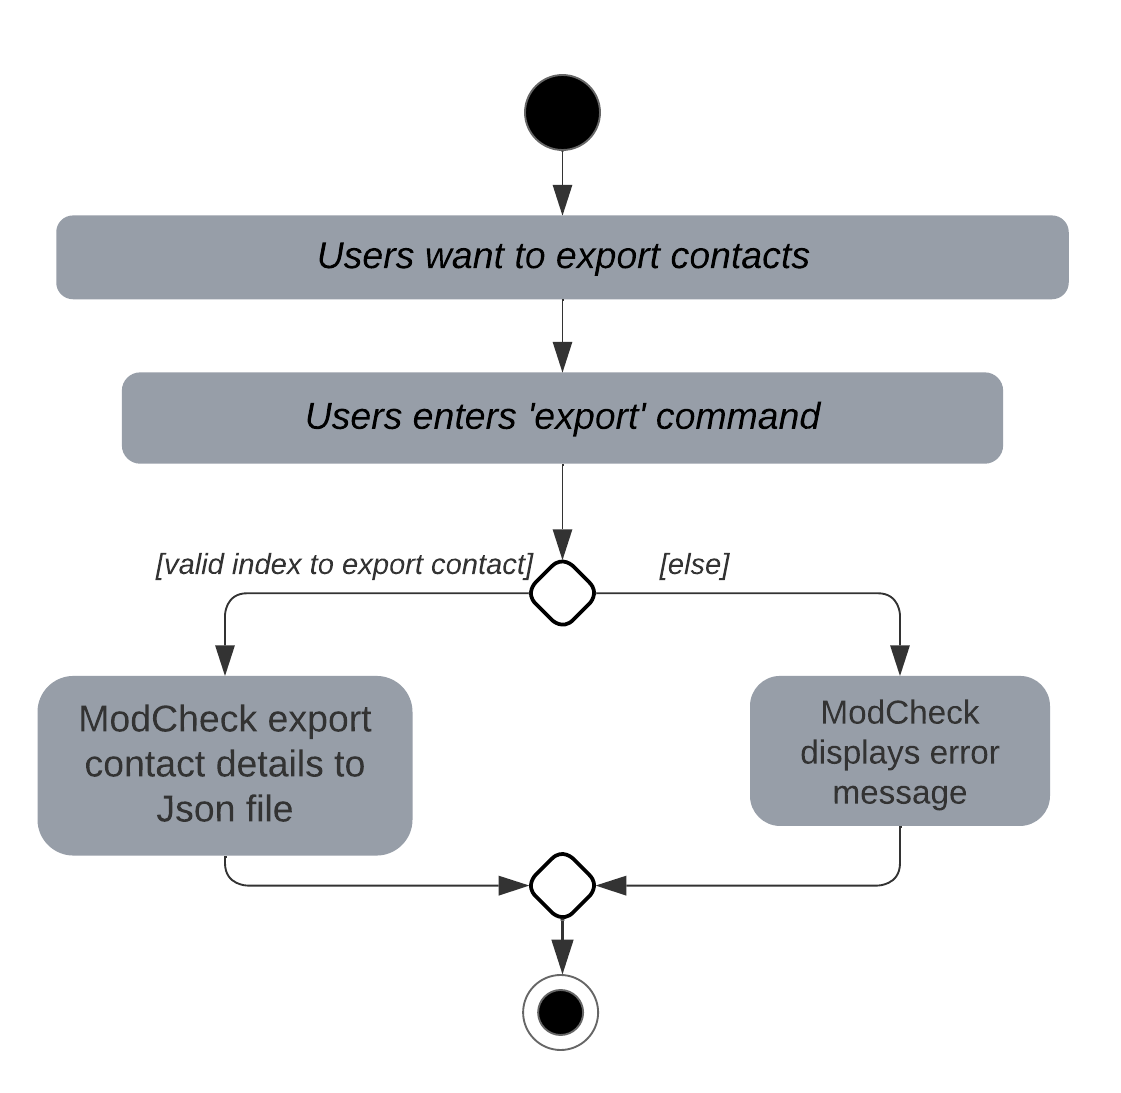 Users want to export contacts
Users enters 'export' command
[valid index to export contact]
[else]
ModCheck export
contact details to
Json file
ModCheck
displays error
message